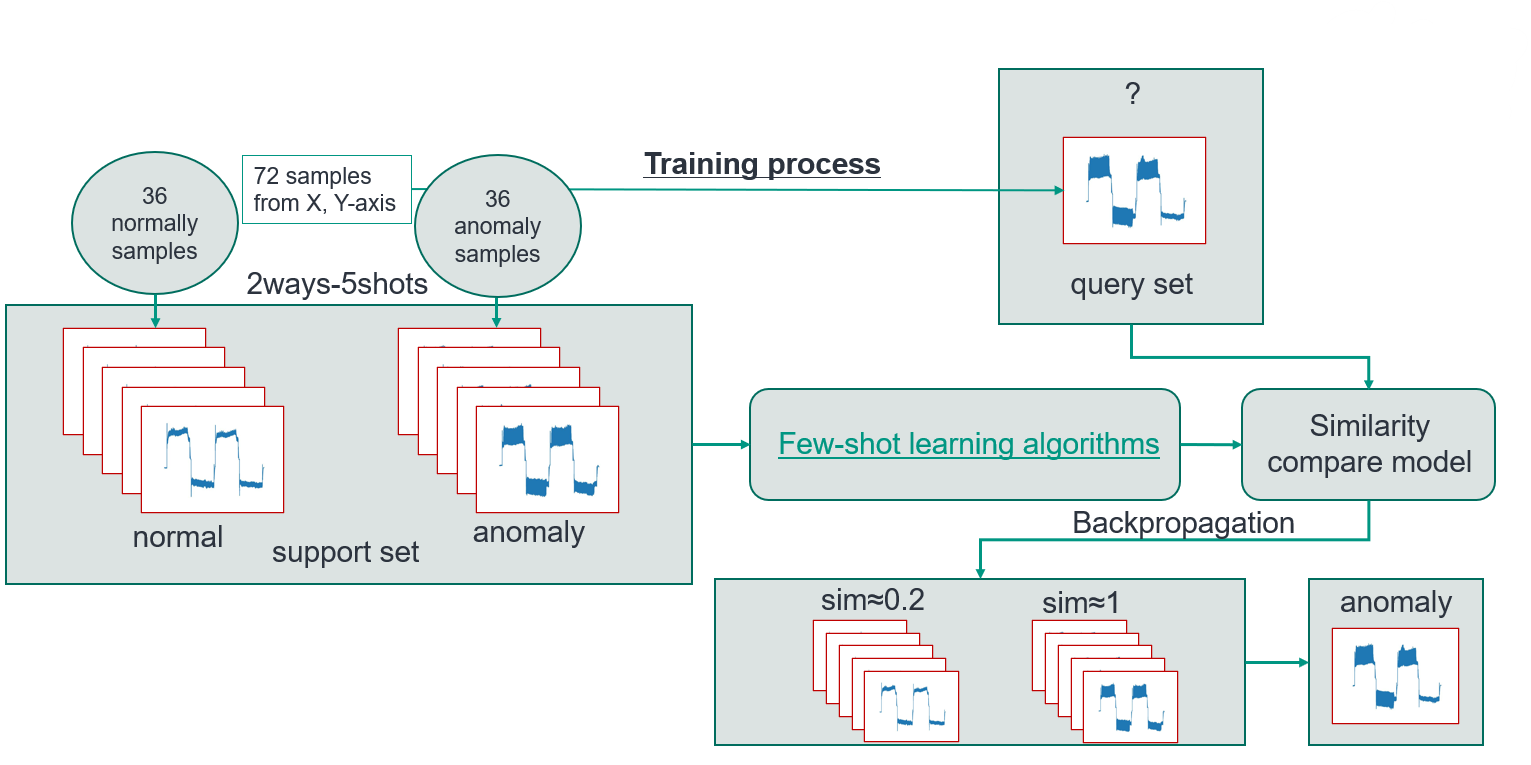 ?
Training process
36
normally
samples
72 samples
from X, Y-axis
36
anomaly
samples
query set
2ways-5shots
normal
anomaly
support set
Few-shot learning algorithms
Similarity
compare model
Backpropagation
sim≈0.2
sim≈1
anomaly